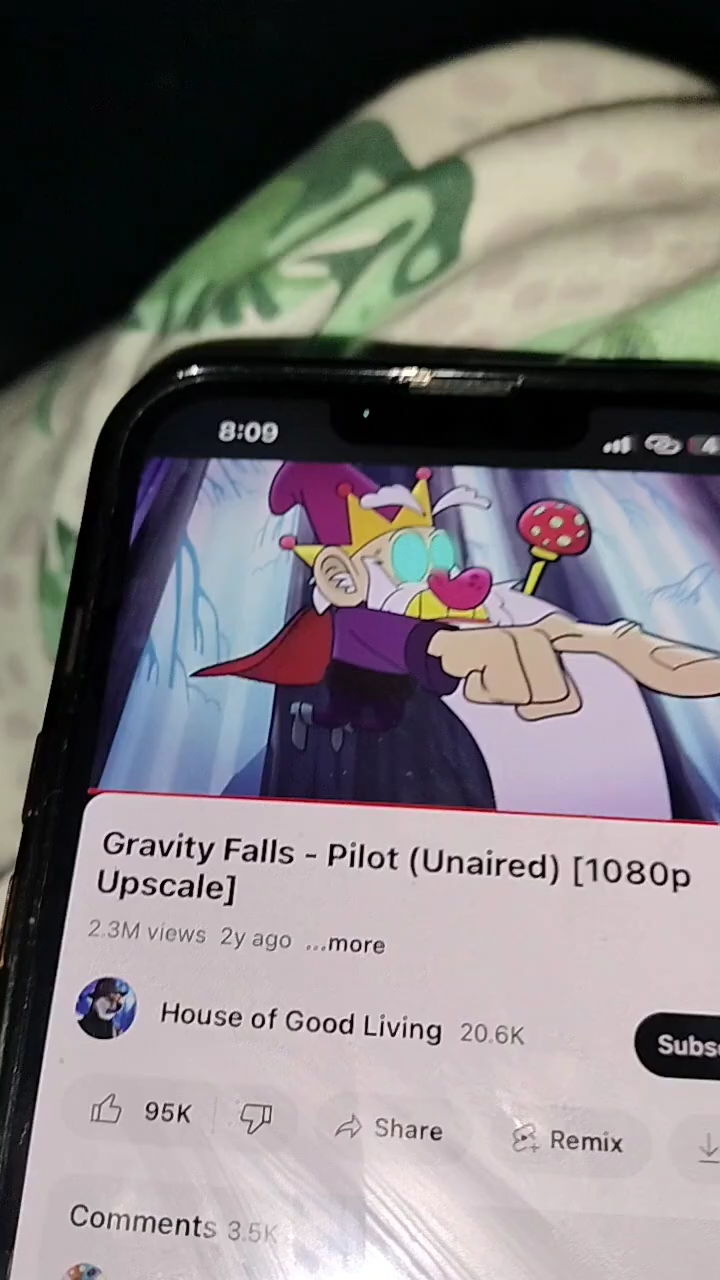 8:09
Gravity Falls - Pilot (Unaired) [1080p
Upscale]
2.3M views 2y ago ...more
House of Good Living 20.6K
Subs
95K Share Remix
Comments 3.5K